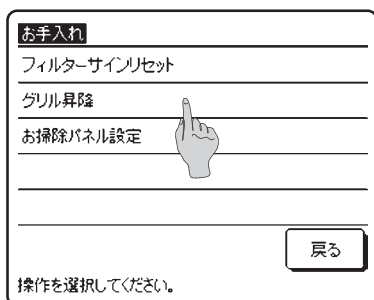 お手入れ
フィルターサインリセット
グリル昇降
お掃除パネル設定
戻る
操作を選択してください。